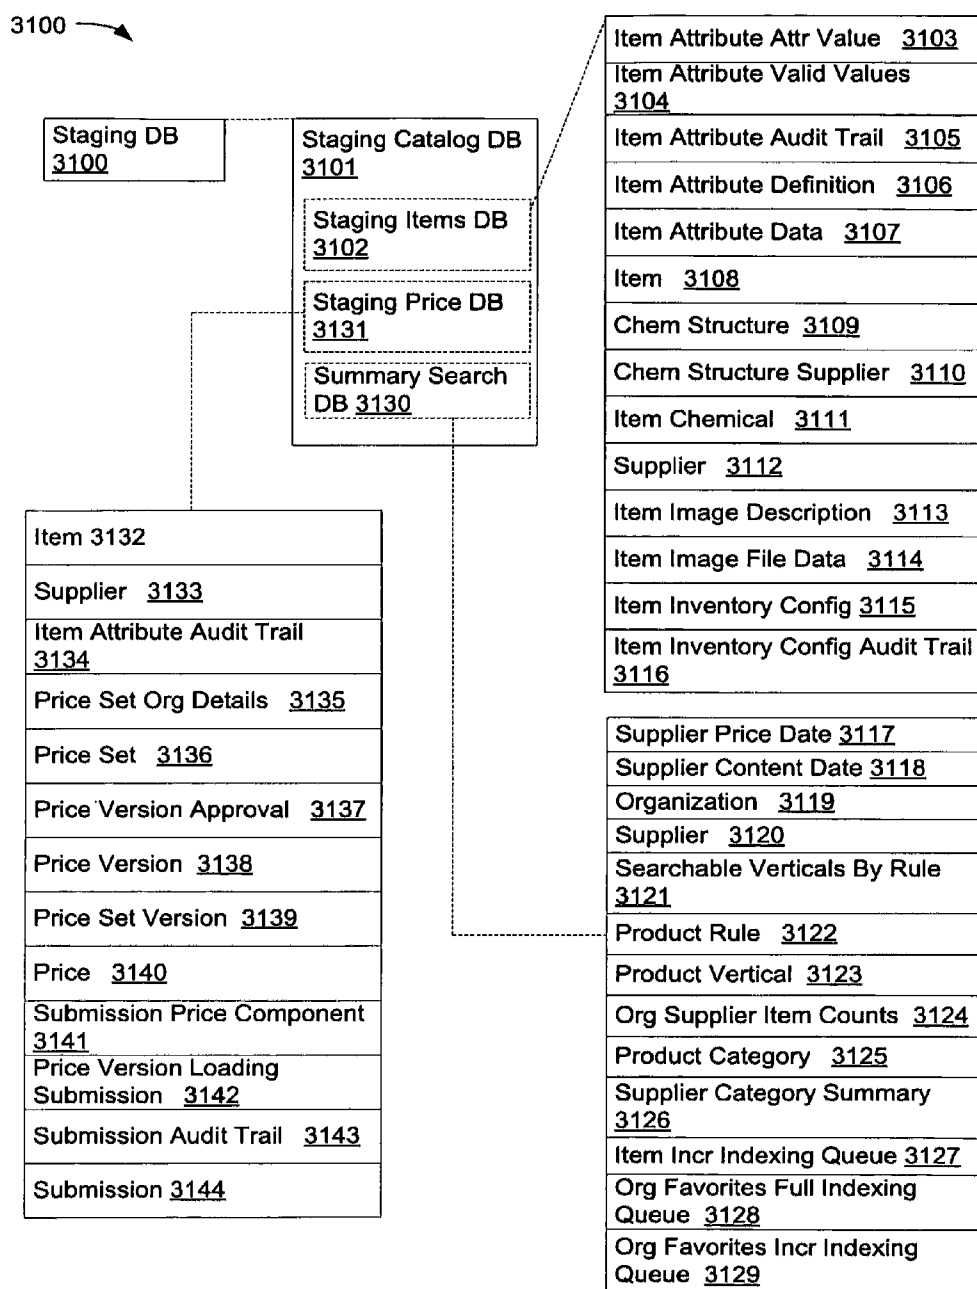 3100
Staging DB
3100
Staging Catalog DB
3101
Staging Items DB
3102
Staging Price DB
3131
Summary Search
DB 3130
Item Attribute Attr Value 3103
Item Attribute Valid Values
3104
Item Attribute Audit Trail 3105
Item Attribute Definition 3106
Item Attribute Data 3107
Item 3108
Chem Structure 3109
Chem Structure Supplier 3110
Item Chemical 3111
Supplier 3112
Item Image Description 3113
Item Image File Data 3114
Item Inventory Config 3115
Item Inventory Config Audit Trail
3116
Item 3132
Supplier 3133
Item Attribute Audit Trail
3134
Price Set Org Details 3135
Price Set 3136
Price Version Approval 3137
Price Version 3138
Price Set Version 3139
Price 3140
Submission Price Component
3141
Price Version Loading
Submission 3142
Submission Audit Trail 3143
Submission 3144
Supplier Price Date 3117
Supplier Content Date 3118
Organization 3119
Supplier 3120
Searchable Verticals By Rule
3121
Product Rule 3122
Product Vertical 3123
Org Supplier Item Counts 3124
Product Category 3125
Supplier Category Summary
3126
Item Incr Indexing Queue 3127
Org Favorites Full Indexing
Queue 3128
Org Favorites Incr Indexing
Queue 3129